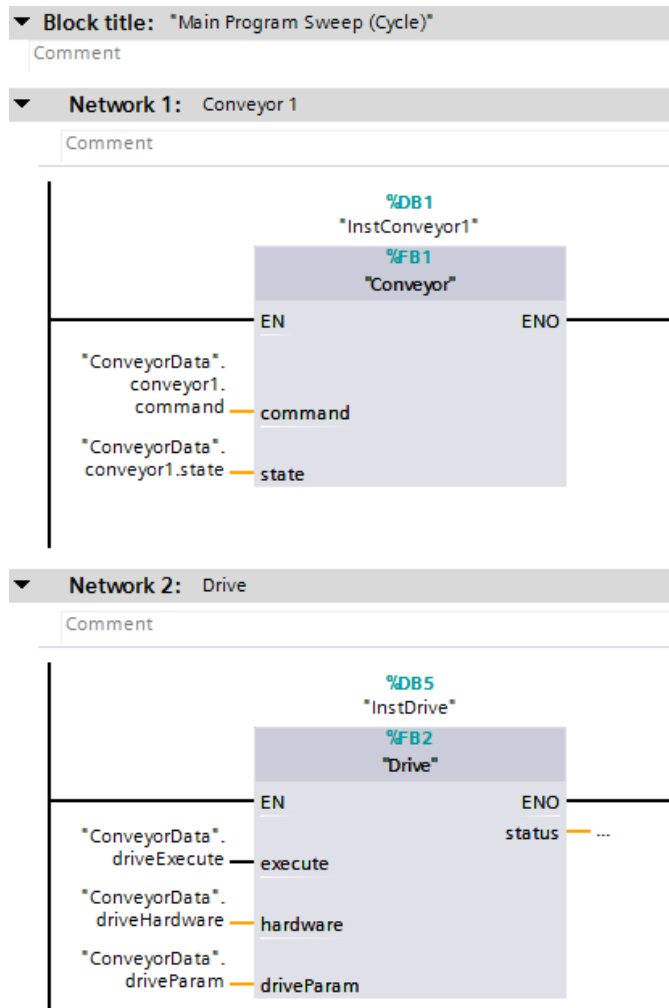 Block title: "Main Program Sweep (Cycle)"
Comment
Network 1: Conveyor 1
Comment
%DB1
"InstConveyor1"
%FB1
"Conveyor"
EN ENO
"ConveyorData".
conveyor1.
command command
"ConveyorData".
conveyor1.state state
Network 2: Drive
Comment
%DB5
"InstDrive"
%FB2
"Drive"
EN ENO
status ...
"ConveyorData".
driveExecute execute
"ConveyorData".
driveHardware hardware
"ConveyorData".
driveParam driveParam